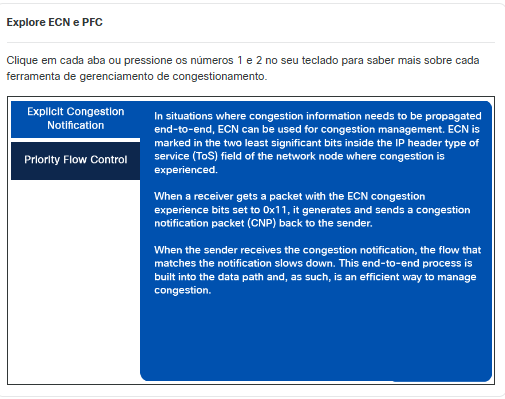 Explore ECN e PFC
Clique em cada aba ou pressione os números 1 e 2 no seu teclado para saber mais sobre cada
ferramenta de gerenciamento de congestionamento.
Explicit Congestion
Notification
Priority Flow Control
In situations where congestion information needs to be propagated
end-to-end, ECN can be used for congestion management. ECN is
marked in the two least significant bits inside the IP header type of
service (ToS) field of the network node where congestion is
experienced.
When a receiver gets a packet with the ECN congestion
experience bits set to 0x11, it generates and sends a congestion
notification packet (CNP) back to the sender.
When the sender receives the congestion notification, the flow that
matches the notification slows down. This end-to-end process is
built into the data path and, as such, is an efficient way to manage
congestion.